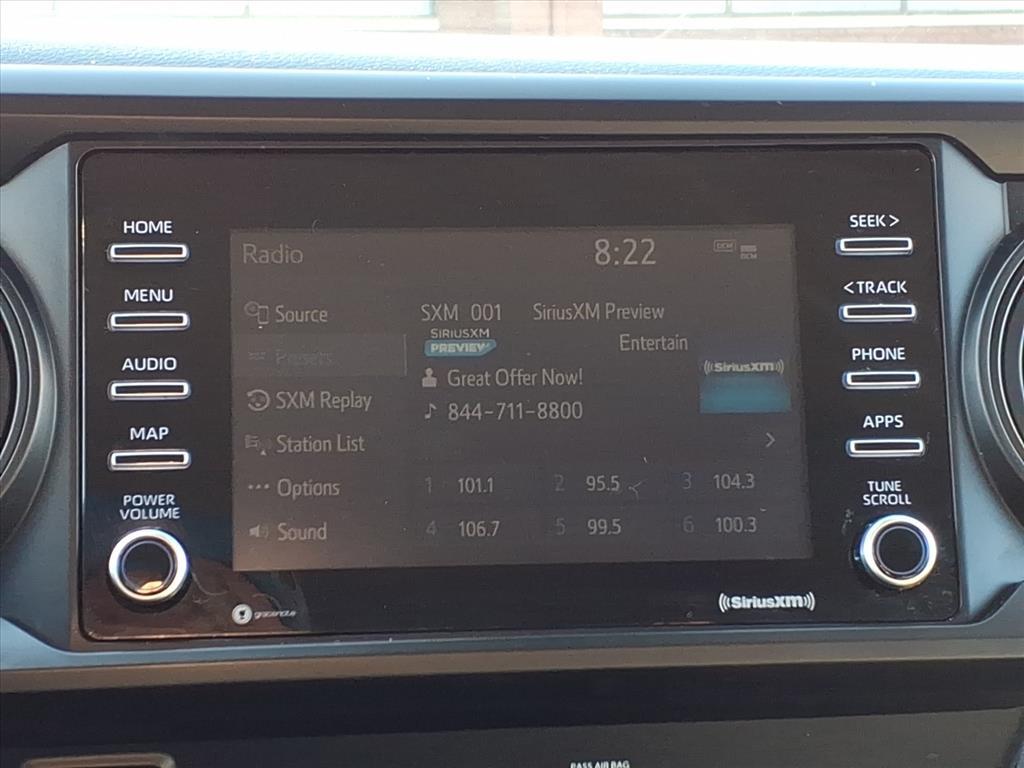 HOME
MENU
AUDIO
MAP
POWER
VOLUME
Radio
8:22
DCM
DCM
Source
Presets
SXM Replay
Station List
Options
Sound
SXM 001 SiriusXM Preview
SIRIUSXM
PREVIEW
Entertain
Great Offer Now!
844-711-8800
((SiriusXM))
>
1 101.1 2 95.5 3 104.3
4 106.7 5 99.5 6 100.3
SEEK >
< TRACK
PHONE
APPS
TUNE
SCROLL
gracenote
((SiriusXM))
PASS AIR BAG